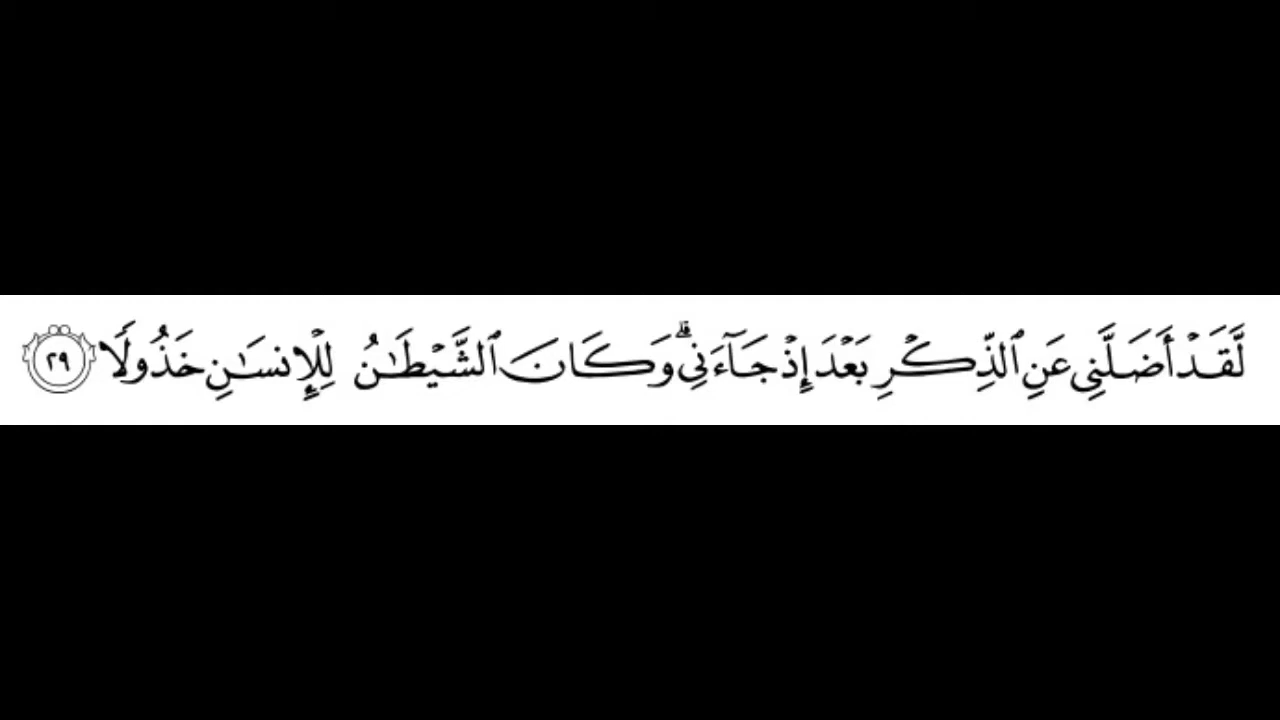 لَّقَدْ أَضَلَّنِى عَنِ ٱلذِّكْرِ بَعْدَ إِذْ جَآءَنِى ۗ وَكَانَ ٱلشَّيْطَـٰنُ لِلْإِنسَـٰنِ خَذُولًا ٢٩